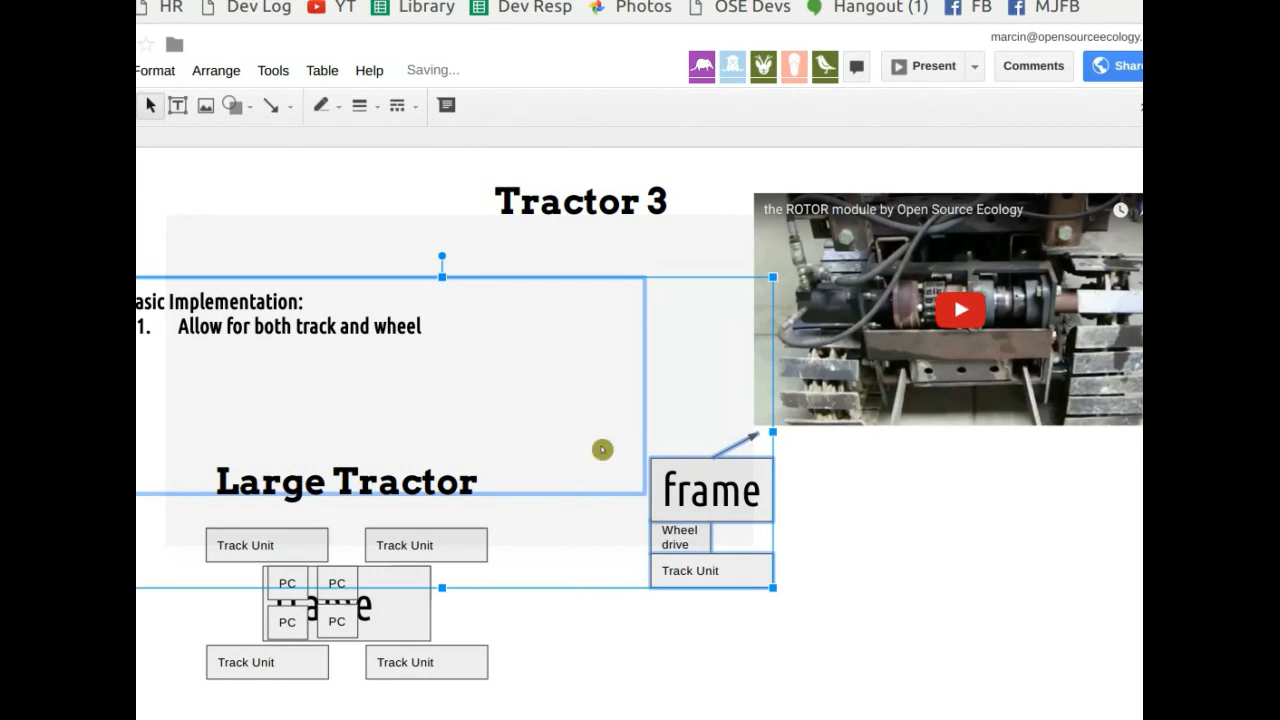 HR Dev Log YT Library Dev Resp Photos OSE Devs Hangout (1) FB MJFB
marcin@opensourceecology.
ormat Arrange Tools Table Help Saving... Present Comments Shar
Tractor 3
the ROTOR module by Open Source Ecology
asic Implementation:
1. Allow for both track and wheel
Large Tractor
frame
Wheel
drive
Track Unit
Track Unit Track Unit
PC PC
frame
PC PC
Track Unit Track Unit